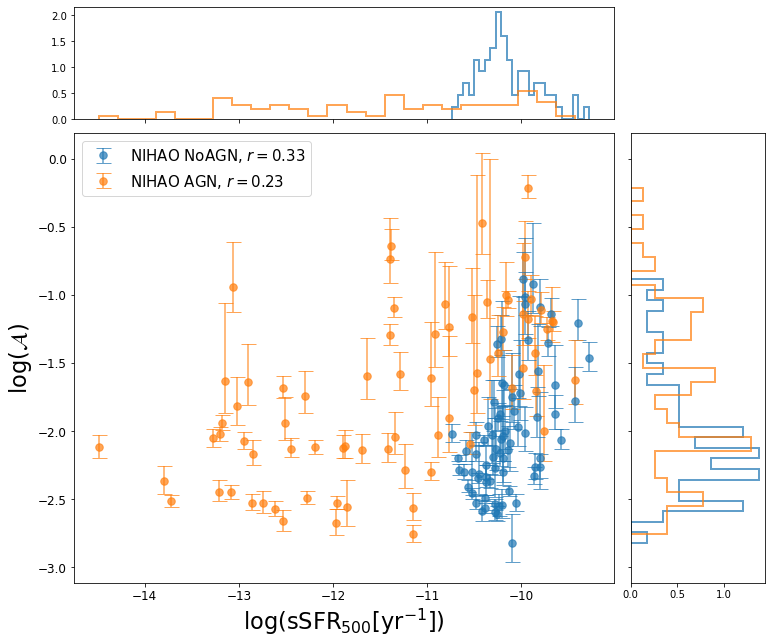 2.0
1.5
1.0
0.5
0.0
NIHAO NoAGN, r = 0.33
NIHAO AGN, r = 0.23
0.0
−0.5
−1.0
−1.5
−2.0
−2.5
−3.0
log(𝒜)
−14 −13 −12 −11 −10
log(sSFR₅₀₀[yr⁻¹])
0.0 0.5 1.0